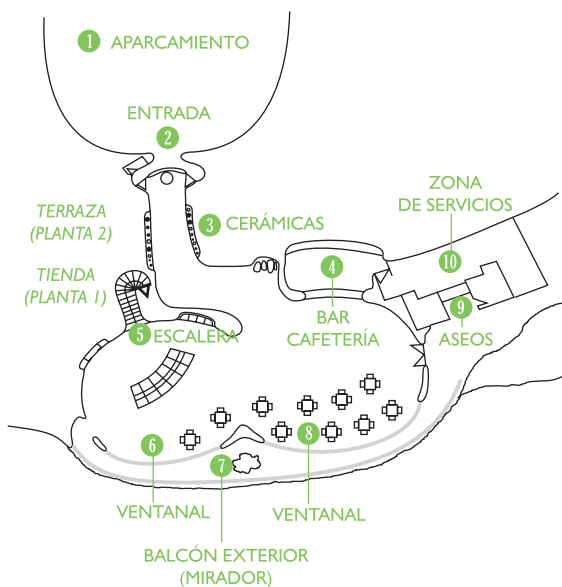 1 APARCAMIENTO
ENTRADA
2
ZONA
DE SERVICIOS
10
TERRAZA
(PLANTA 2)
3 CERÁMICAS
TIENDA
(PLANTA 1)
4
BAR
CAFETERÍA
9
ASEOS
5 ESCALERA
6
7
8
VENTANAL
VENTANAL
BALCÓN EXTERIOR
(MIRADOR)